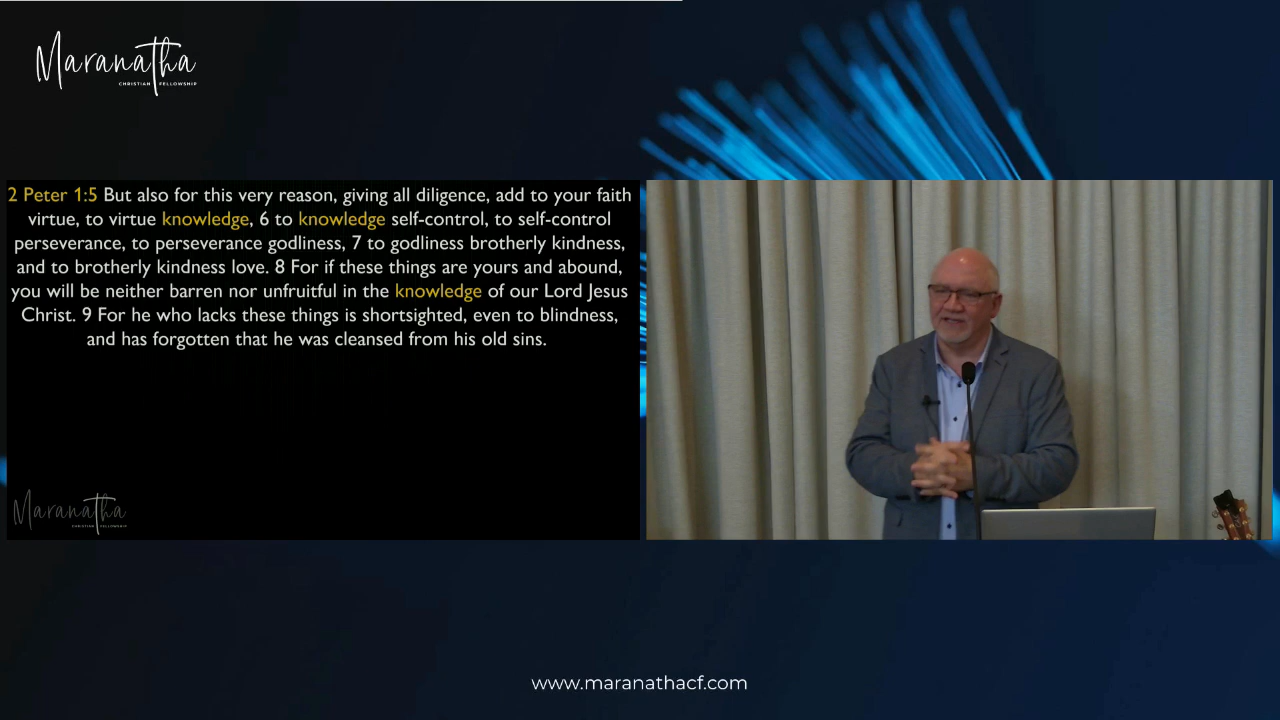 Maranatha
CHRISTIAN FELLOWSHIP
2 Peter 1:5 But also for this very reason, giving all diligence, add to your faith
virtue, to virtue knowledge, 6 to knowledge self-control, to self-control
perseverance, to perseverance godliness, 7 to godliness brotherly kindness,
and to brotherly kindness love. 8 For if these things are yours and abound,
you will be neither barren nor unfruitful in the knowledge of our Lord Jesus
Christ. 9 For he who lacks these things is shortsighted, even to blindness,
and has forgotten that he was cleansed from his old sins.
Maranatha
CHRISTIAN FELLOWSHIP
www.maranathacf.com